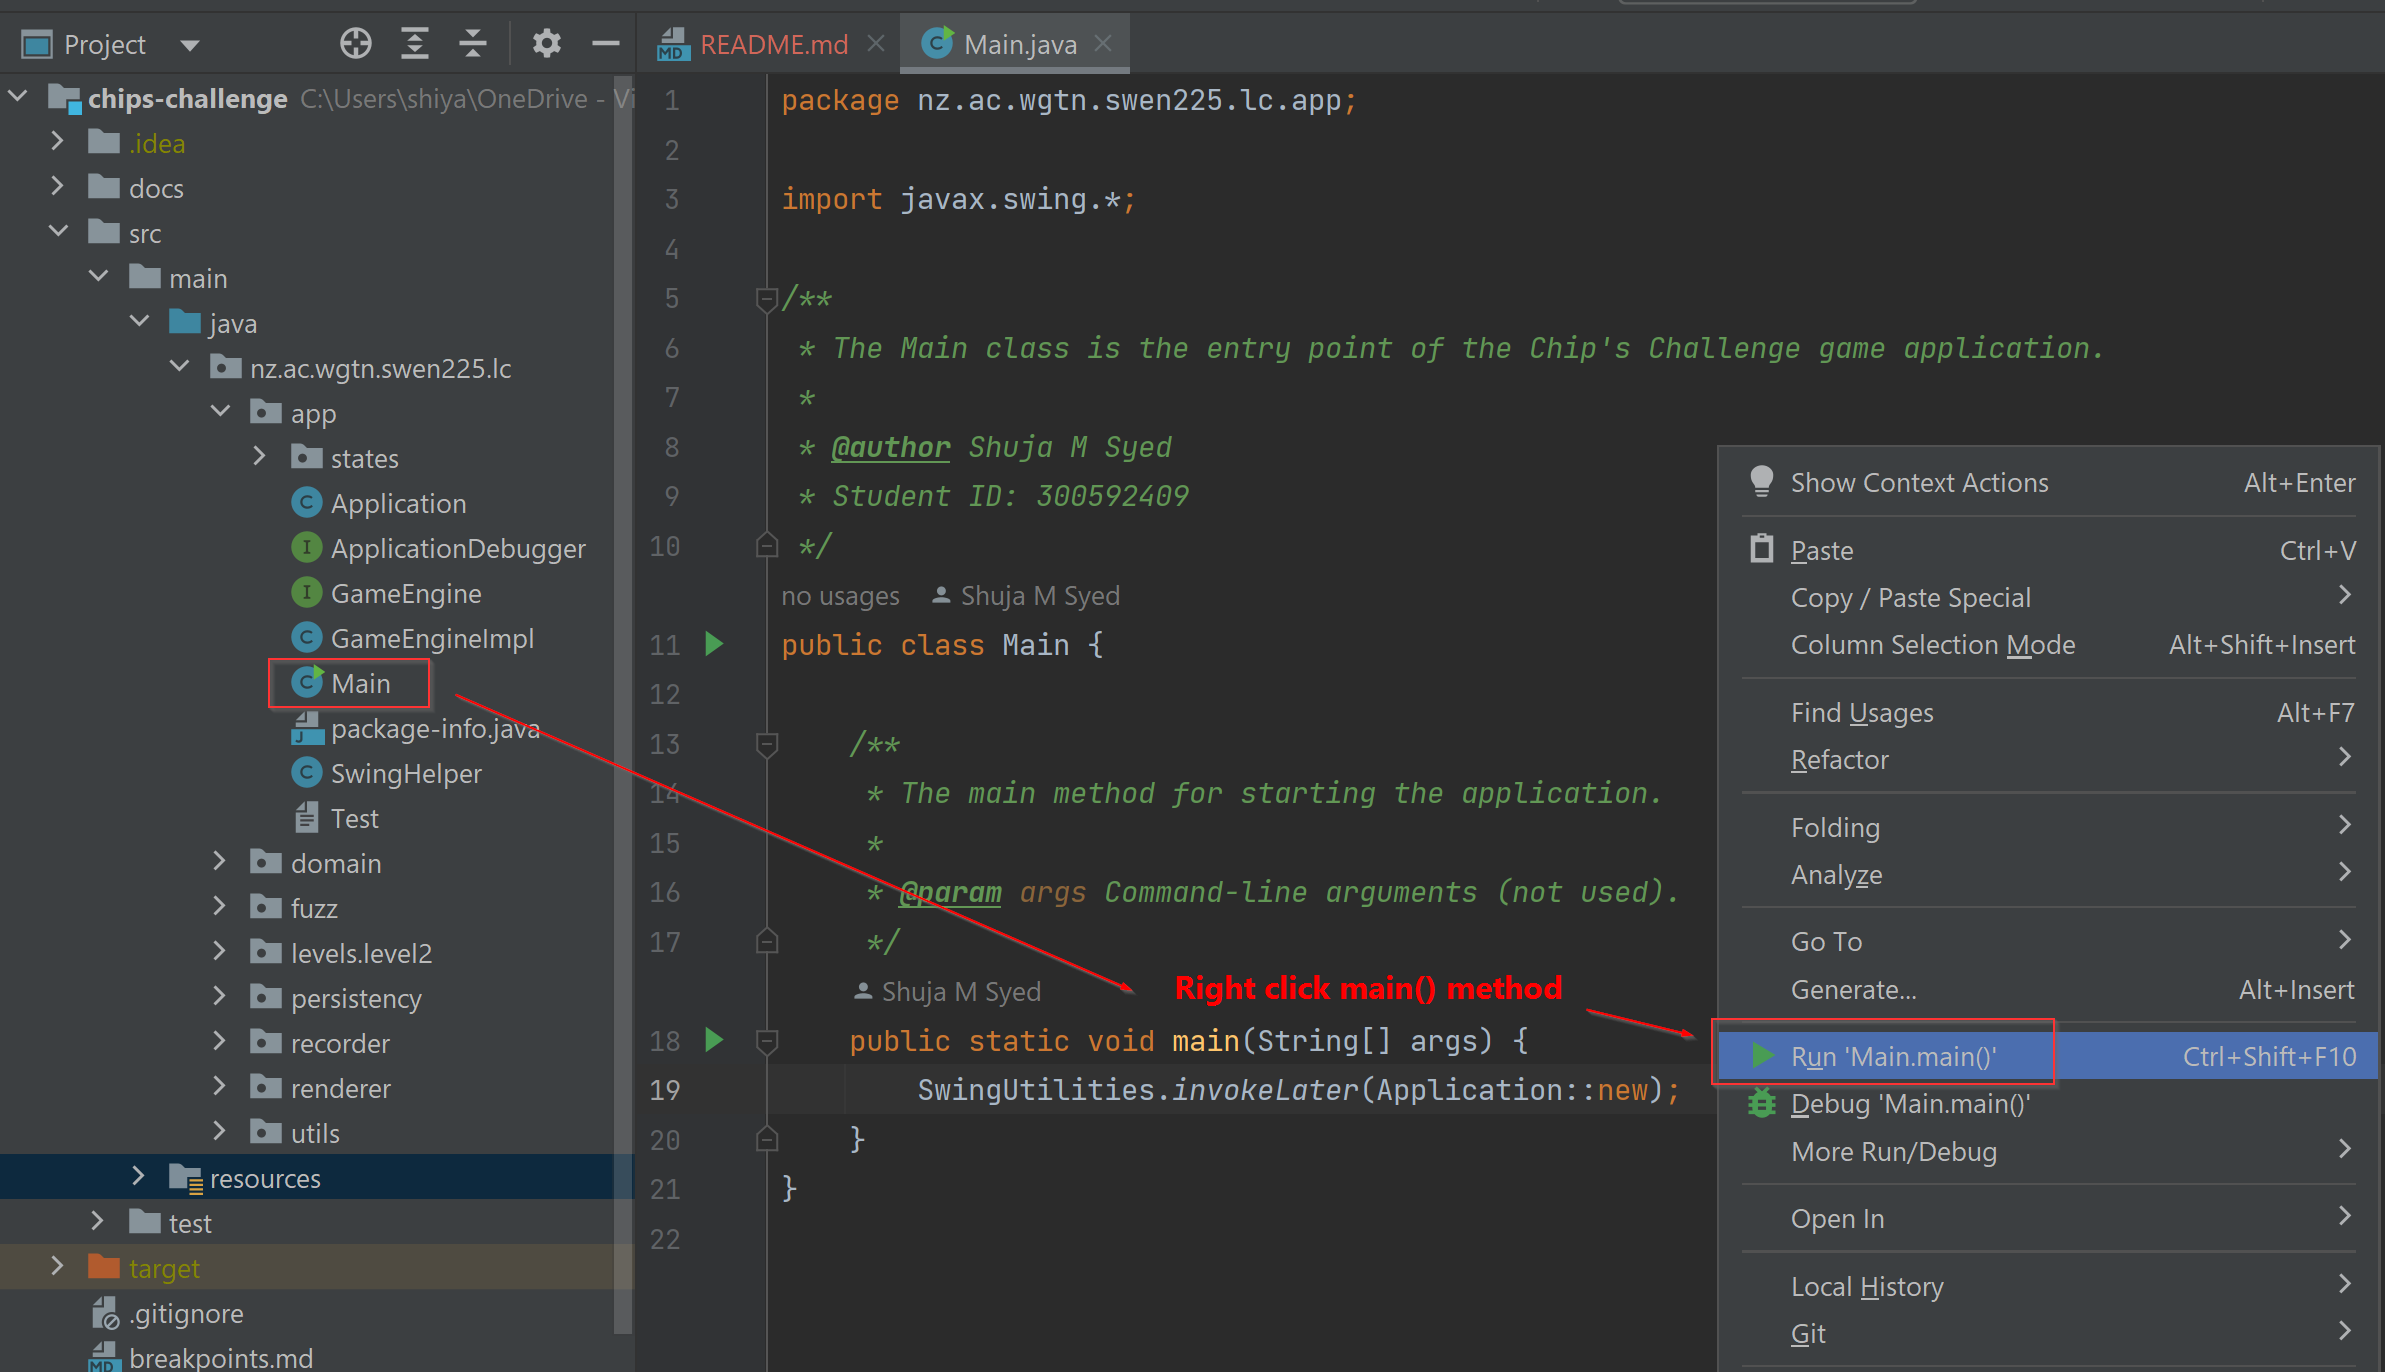 Project
README.md
Main.java
chips-challenge C:\Users\shiya\OneDrive - Vi
.idea
docs
src
main
java
nz.ac.wgtn.swen225.lc
app
states
Application
ApplicationDebugger
GameEngine
GameEngineImpl
Main
package-info.java
SwingHelper
Test
domain
fuzz
levels.level2
persistency
recorder
renderer
utils
resources
test
target
.gitignore
breakpoints.md
1 package nz.ac.wgtn.swen225.lc.app;
2
3 import javax.swing.*;
4
5 /**
6 * The Main class is the entry point of the Chip's Challenge game application.
7 *
8 * @author Shuja M Syed
9 * Student ID: 300592409
10 */
no usages Shuja M Syed
11 public class Main {
12
13 /**
14 * The main method for starting the application.
15 *
16 * @param args Command-line arguments (not used).
17 */
Shuja M Syed
Right click main() method
18 public static void main(String[] args) {
19 SwingUtilities.invokeLater(Application::new);
20 }
21 }
22
Show Context Actions Alt+Enter
Paste Ctrl+V
Copy / Paste Special
Column Selection Mode Alt+Shift+Insert
Find Usages Alt+F7
Refactor
Folding
Analyze
Go To
Generate... Alt+Insert
Run 'Main.main()' Ctrl+Shift+F10
Debug 'Main.main()'
More Run/Debug
Open In
Local History
Git